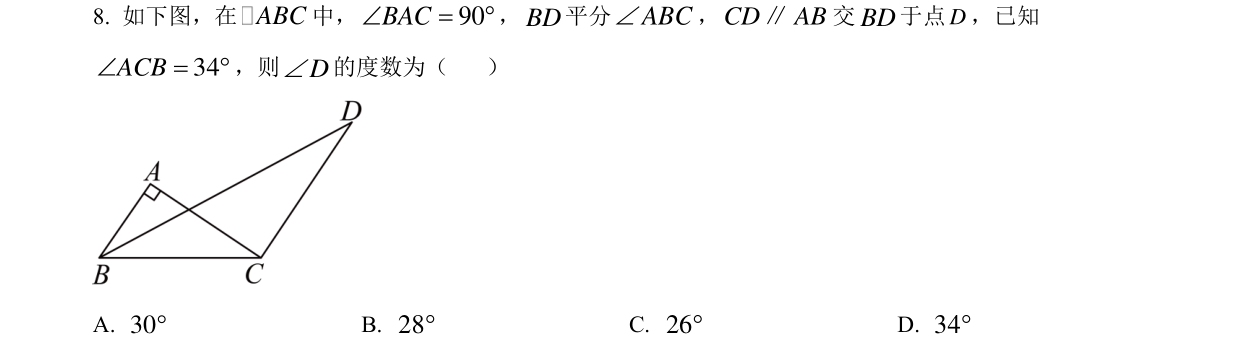 8. 如下图，在□ABC 中，∠BAC = 90°， BD 平分∠ABC，CD∥AB 交 BD 于点 D，已知
∠ACB = 34°，则∠D 的度数为（ ）
D
A
B
C
A. 30° B. 28° C. 26° D. 34°